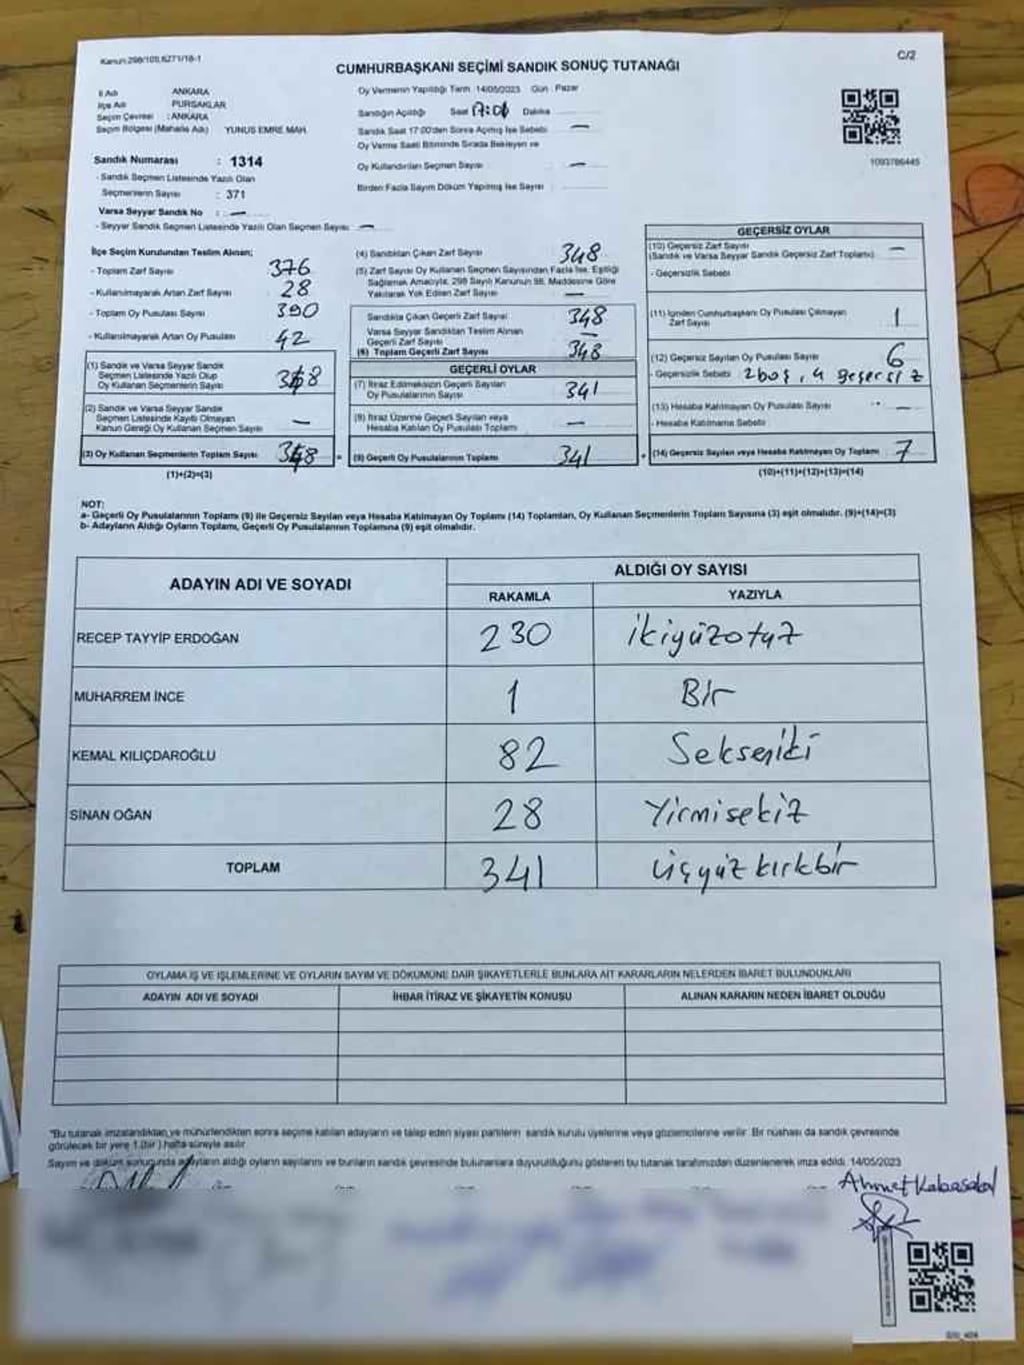 Kanun:298/105,6271/18-1
C/2
CUMHURBAŞKANI SEÇİMİ SANDIK SONUÇ TUTANAĞI
İl Adı ANKARA
İlçe Adı PURSAKLAR
Seçim Çevresi : ANKARA
Seçim Bölgesi (Mahalle Adı) YUNUS EMRE MAH.
Sandık Numarası : 1314
- Sandık Seçmen Listesinde Yazılı Olan
Seçmenlerin Sayısı : 371
Varsa Seyyar Sandık No : —
- Seyyar Sandık Seçmen Listesinde Yazılı Olan Seçmen Sayısı : —
Oy Vermenin Yapıldığı Tarih 14/05/2023 Gün : Pazar
Sandığın Açıldığı Saat 17:01 Dakika
Sandık Saat 17.00'den Sonra Açılmış İse Sebebi —
Oy Verme Saati Bitiminde Sırada Bekleyen ve
Oy Kullandırılan Seçmen Sayısı : —
Birden Fazla Sayım Döküm Yapılmış İse Sayısı :
1093786445
İlçe Seçim Kurulundan Teslim Alınan;
- Toplam Zarf Sayısı 376
- Kullanılmayarak Artan Zarf Sayısı 28
- Toplam Oy Pusulası Sayısı 390
- Kullanılmayarak Artan Oy Pusulası 42
(1) Sandık ve Varsa Seyyar Sandık
Seçmen Listesinde Yazılı Olup
Oy Kullanan Seçmenlerin Sayısı 348
(2) Sandık ve Varsa Seyyar Sandık
Seçmen Listesinde Kayıtlı Olmayan
Kanun Gereği Oy Kullanan Seçmen Sayısı —
(3) Oy Kullanan Seçmenlerin Toplam Sayısı 348 =
(1)+(2)=(3)
(4) Sandıktan Çıkan Zarf Sayısı 348
(5) Zarf Sayısı Oy Kullanan Seçmen Sayısından Fazla İse, Eşitliği
Sağlamak Amacıyla, 298 Sayılı Kanunun 98. Maddesine Göre
Yakılarak Yok Edilen Zarf Sayısı —
Sandıkta Çıkan Geçerli Zarf Sayısı 348
Varsa Seyyar Sandıktan Teslim Alınan
Geçerli Zarf Sayısı —
(6) Toplam Geçerli Zarf Sayısı 348
GEÇERLİ OYLAR
(7) İtiraz Edilmeksizin Geçerli Sayılan
Oy Pusulalarının Sayısı 341
(8) İtiraz Üzerine Geçerli Sayılan veya
Hesaba Katılan Oy Pusulası Toplamı —
(9) Geçerli Oy Pusulalarının Toplamı 341 +
GEÇERSİZ OYLAR
(10) Geçersiz Zarf Sayısı —
(Sandık ve Varsa Seyyar Sandık Geçersiz Zarf Toplamı)
- Geçersizlik Sebebi
(11) İçinden Cumhurbaşkanı Oy Pusulası Çıkmayan
Zarf Sayısı 1
(12) Geçersiz Sayılan Oy Pusulası Sayısı 6
- Geçersizlik Sebebi 2 boş, 4 geçersiz
(13) Hesaba Katılmayan Oy Pusulası Sayısı —
- Hesaba Katılmama Sebebi
(14) Geçersiz Sayılan veya Hesaba Katılmayan Oy Toplamı 7
(10)+(11)+(12)+(13)=(14)
NOT:
a- Geçerli Oy Pusulalarının Toplamı (9) ile Geçersiz Sayılan veya Hesaba Katılmayan Oy Toplamı (14) Toplamları, Oy Kullanan Seçmenlerin Toplam Sayısına (3) eşit olmalıdır. (9)+(14)=(3)
b- Adayların Aldığı Oyların Toplamı, Geçerli Oy Pusulalarının Toplamına (9) eşit olmalıdır.
ADAYIN ADI VE SOYADI
ALDIĞI OY SAYISI
RAKAMLA YAZIYLA
RECEP TAYYİP ERDOĞAN 230 ikiyüzotuz
MUHARREM İNCE 1 Bir
KEMAL KILIÇDAROĞLU 82 Sekseniki
SİNAN OĞAN 28 Yirmisekiz
TOPLAM 341 üçyüzkırkbir
OYLAMA İŞ VE İŞLEMLERİNE VE OYLARIN SAYIM VE DÖKÜMÜNE DAİR ŞİKAYETLERLE BUNLARA AİT KARARLARIN NELERDEN İBARET BULUNDUKLARI
ADAYIN ADI VE SOYADI İHBAR İTİRAZ VE ŞİKAYETİN KONUSU ALINAN KARARIN NEDEN İBARET OLDUĞU
"Bu tutanak imzalandıktan ve mühürlendikten sonra seçime katılan adayların ve talep eden siyasi partilerin sandık kurulu üyelerine veya gözlemcilerine verilir. Bir nüshası da sandık çevresinde
görülecek bir yere 1 (bir) hafta süreyle asılır.
Sayım ve döküm sonucunda adayların aldığı oyların sayılarını ve bunların sandık çevresinde bulunanlara duyurulduğunu gösteren bu tutanak tarafımızdan düzenlenerek imza edildi. 14/05/2023
Ahmet Kabasakal